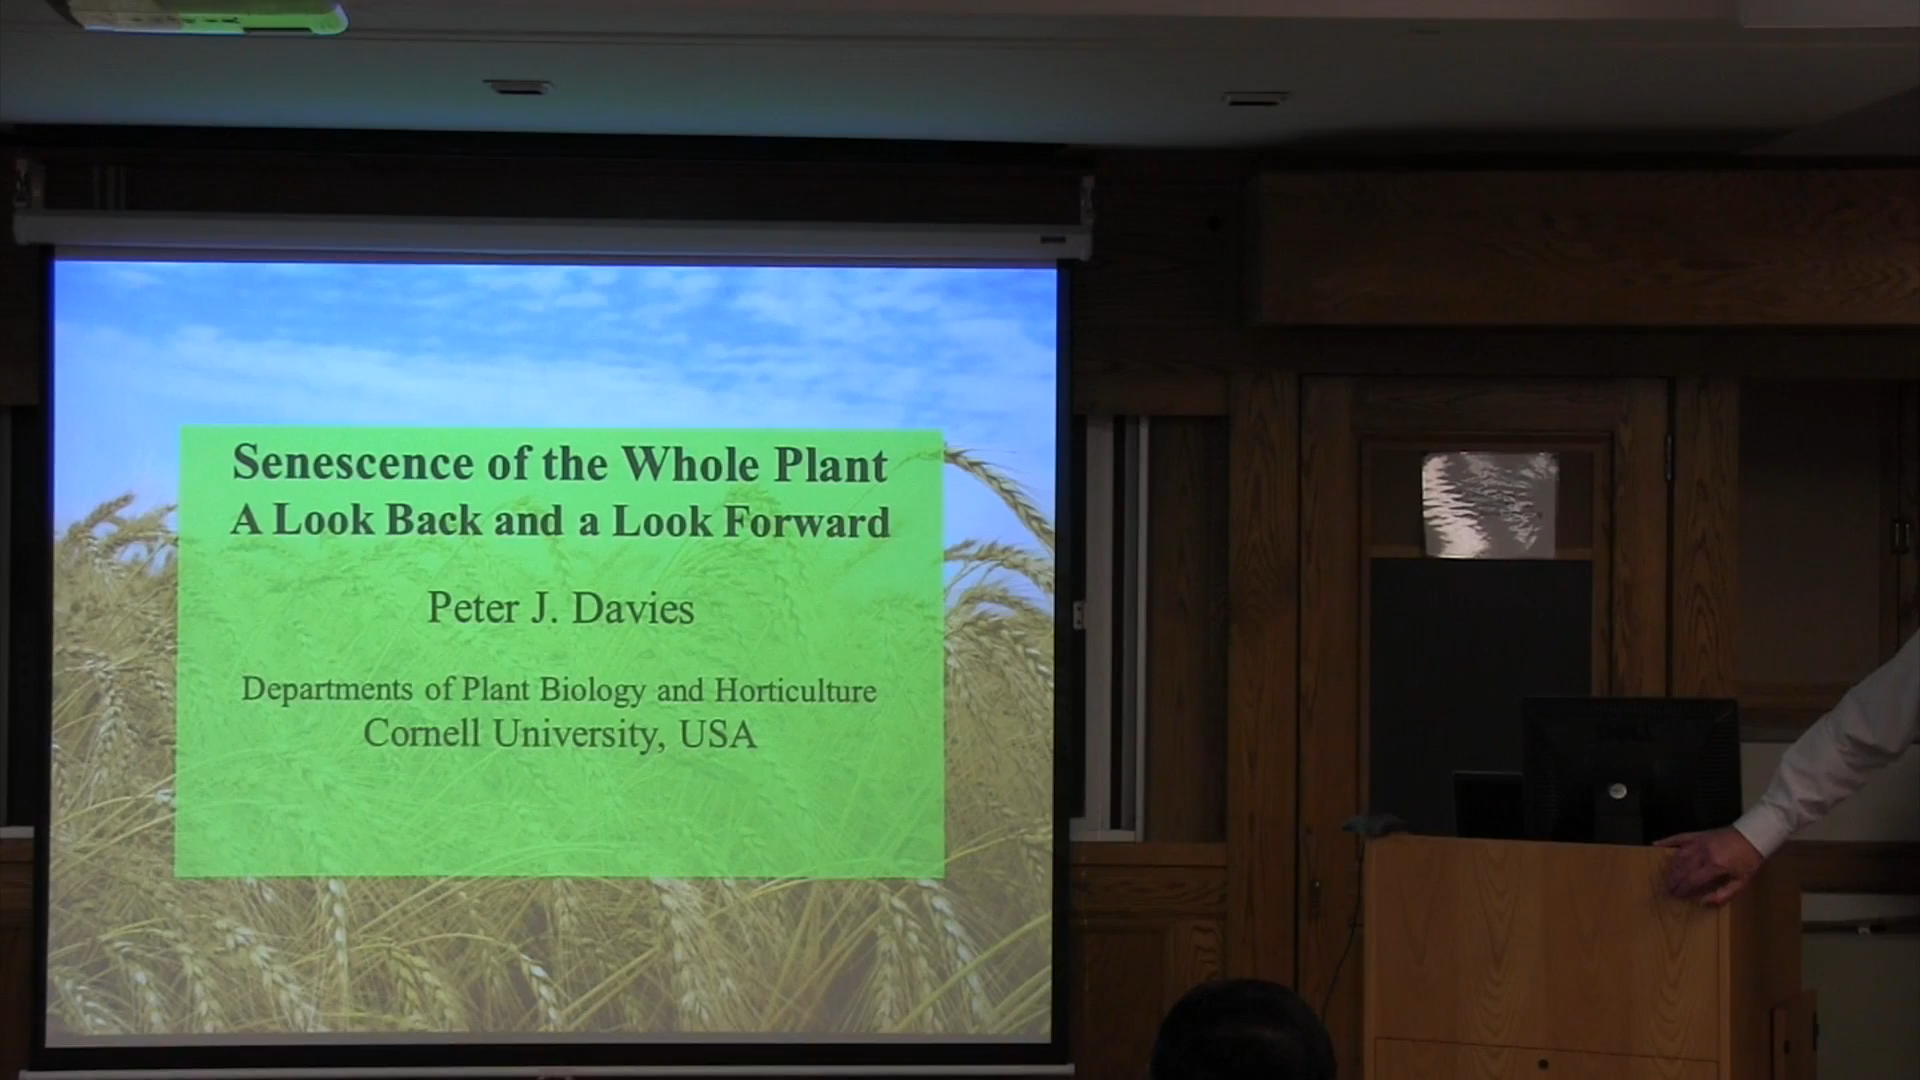 Senescence of the Whole Plant
A Look Back and a Look Forward
Peter J. Davies
Departments of Plant Biology and Horticulture
Cornell University, USA